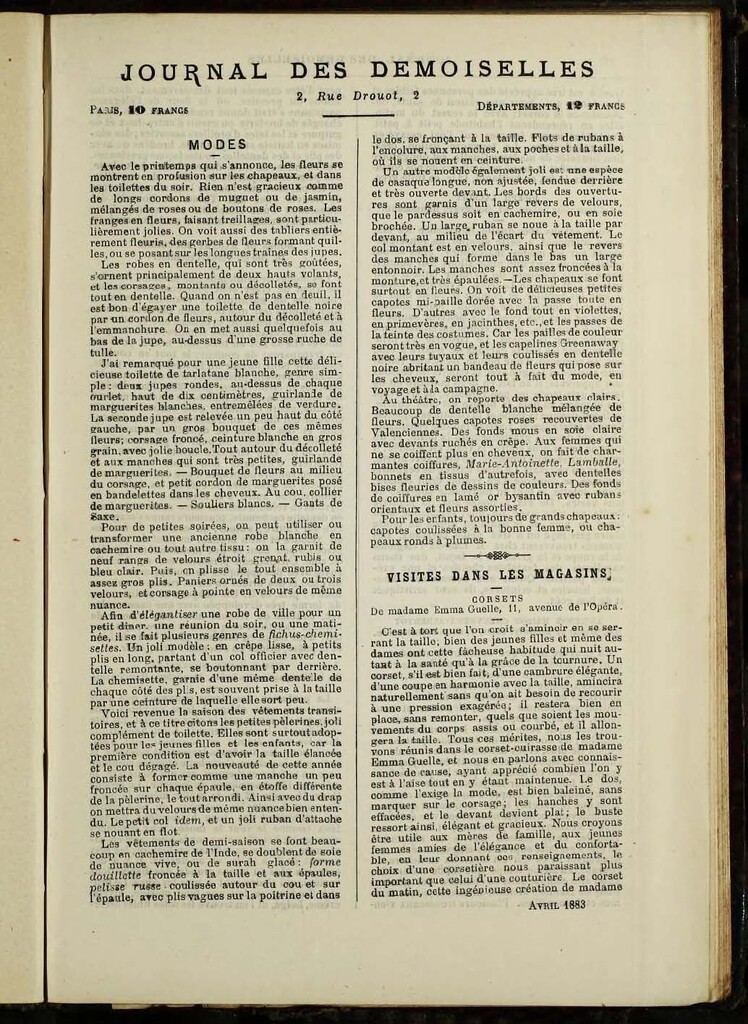 JOURNAL DES DEMOISELLES
2, Rue Drouot, 2
PARIS, 10 FRANCS
DÉPARTEMENTS, 12 FRANCS
MODES
Avec le printemps qui s'annonce, les fleurs se
montrent en profusion sur les chapeaux, et dans
les toilettes du soir. Rien n'est gracieux comme
de longs cordons de muguet ou de jasmin,
mélangés de roses ou de boutons de roses. Les
franges en fleurs, faisant treillages, sont particu-
lièrement jolies. On voit aussi des tabliers entiè-
rement fleuris, des gerbes de fleurs formant quil-
les, ou se posant sur les longues traînes des jupes.
Les robes en dentelle, qui sont très goûtées,
s'ornent principalement de deux hauts volants,
et les corsages, montants ou décolletés, se font
tout en dentelle. Quand on n'est pas en deuil, il
est bon d'égayer une toilette de dentelle noire
par un cordon de fleurs, autour du décolleté et à
l'emmanchure. On en met aussi quelquefois au
bas de la jupe, au-dessus d'une grosse ruche de
tulle.
J'ai remarqué pour une jeune fille cette déli-
cieuse toilette de tarlatane blanche, genre sim-
ple : deux jupes rondes, au-dessus de chaque
ourlet, haut de dix centimètres, guirlande de
marguerites blanches, entremêlées de verdure.
La seconde jupe est relevée un peu haut du côté
gauche, par un gros bouquet de ces mêmes
fleurs; corsage froncé, ceinture blanche en gros
grain, avec jolie boucle. Tout autour du décolleté
et aux manches qui sont très petites, guirlande
de marguerites. — Bouquet de fleurs au milieu
du corsage, et petit cordon de marguerites posé
en bandelettes dans les cheveux. Au cou, collier
de marguerites. — Souliers blancs. — Gants de
Saxe.
Pour de petites soirées, on peut utiliser ou
transformer une ancienne robe blanche en
cachemire ou tout autre tissu : on la garnit de
neuf rangs de velours étroit grenat, rubis ou
bleu clair. Puis, on plisse le tout ensemble à
assez gros plis. Paniers ornés de deux ou trois
velours, et corsage à pointe en velours de même
nuance.
Afin d'élégantiser une robe de ville pour un
petit dîner, une réunion du soir, ou une mati-
née, il se fait plusieurs genres de fichus-chemi-
settes. Un joli modèle : en crêpe lisse, à petits
plis en long, partant d'un col officier avec den-
telle remontante, se boutonnant par derrière.
La chemisette, garnie d'une même dentelle de
chaque côté des plis, est souvent prise à la taille
par une ceinture de laquelle elle sort peu.
Voici revenue la saison des vêtements transi-
toires, et à ce titre citons les petites pèlerines, joli
complément de toilette. Elles sont surtout adop-
tées pour les jeunes filles et les enfants, car la
première condition est d'avoir la taille élancée
et le cou dégagé. La nouveauté de cette année
consiste à former comme une manche un peu
froncée sur chaque épaule, en étoffe différente
de la pèlerine, le tout arrondi. Ainsi avec du drap
on mettra du velours de même nuance bien enten-
du. Le petit col idem, et un joli ruban d'attache
se nouant en flot.
Les vêtements de demi-saison se font beau-
coup en cachemire de l'Inde, se doublent de soie
de nuance vive, ou de surah glacé : forme
douillette froncée à la taille et aux épaules,
pelisse russe coulissée autour du cou et sur
l'épaule, avec plis vagues sur la poitrine et dans
le dos, se fronçant à la taille. Flots de rubans à
l'encolure, aux manches, aux poches et à la taille,
où ils se nouent en ceinture.
Un autre modèle également joli est une espèce
de casaque longue, non ajustée, fendue derrière
et très ouverte devant. Les bords des ouvertu-
res sont garnis d'un large revers de velours,
que le pardessus soit en cachemire, ou en soie
brochée. Un large ruban se noue à la taille par
devant, au milieu de l'écart du vêtement. Le
col montant est en velours, ainsi que le revers
des manches qui forme dans le bas un large
entonnoir. Les manches sont assez froncées à la
monture, et très épaulées. — Les chapeaux se font
surtout en fleurs. On voit de délicieuses petites
capotes mi-paille dorée avec la passe toute en
fleurs. D'autres avec le fond tout en violettes,
en primevères, en jacinthes, etc., et les passes de
la teinte des costumes. Car les pailles de couleur
seront très en vogue, et les capelines Greenaway
avec leurs tuyaux et leurs coulissés en dentelle
noire abritant un bandeau de fleurs qui pose sur
les cheveux, seront tout à fait du mode, en
voyage et à la campagne.
Au théâtre, on reporte des chapeaux clairs.
Beaucoup de dentelle blanche mélangée de
fleurs. Quelques capotes roses recouvertes de
Valenciennes. Des fonds mous en soie claire
avec devants ruchés en crêpe. Aux femmes qui
ne se coiffent plus en cheveux, on fait de char-
mantes coiffures, Marie-Antoinette, Lamballe,
bonnets en tissus d'autrefois, avec dentelles
bises fleuries de dessins de couleurs. Des fonds
de coiffures en lamé or bysantin avec rubans
orientaux et fleurs assorties.
Pour les enfants, toujours de grands chapeaux :
capotes coulissées à la bonne femme, ou cha-
peaux ronds à plumes.
VISITES DANS LES MAGASINS
CORSETS
De madame Emma Guelle, 11, avenue de l'Opéra.
C'est à tort que l'on croit s'amincir en se ser-
rant la taille; bien des jeunes filles et même des
dames ont cette fâcheuse habitude qui nuit au-
tant à la santé qu'à la grâce de la tournure. Un
corset, s'il est bien fait, d'une cambrure élégante,
d'une coupe en harmonie avec la taille, amincira
naturellement sans qu'on ait besoin de recourir
à une pression exagérée; il restera bien en
place, sans remonter, quels que soient les mou-
vements du corps assis ou courbé, et il allon-
gera la taille. Tous ces mérites, nous les trou-
vons réunis dans le corset-cuirasse de madame
Emma Guelle, et nous en parlons avec connais-
sance de cause, ayant apprécié combien l'on y
est à l'aise tout en y étant maintenue. Le dos,
comme l'exige la mode, est bien baleiné, sans
marquer sur le corsage; les hanches y sont
effacées, et le devant devient plat; le buste
ressort ainsi, élégant et gracieux. Nous croyons
être utile aux mères de famille, aux jeunes
femmes amies de l'élégance et du conforta-
ble, en leur donnant ces renseignements, le
choix d'une corsetière nous paraissant plus
important que celui d'une couturière. Le corset
du matin, cette ingénieuse création de madame
AVRIL 1883